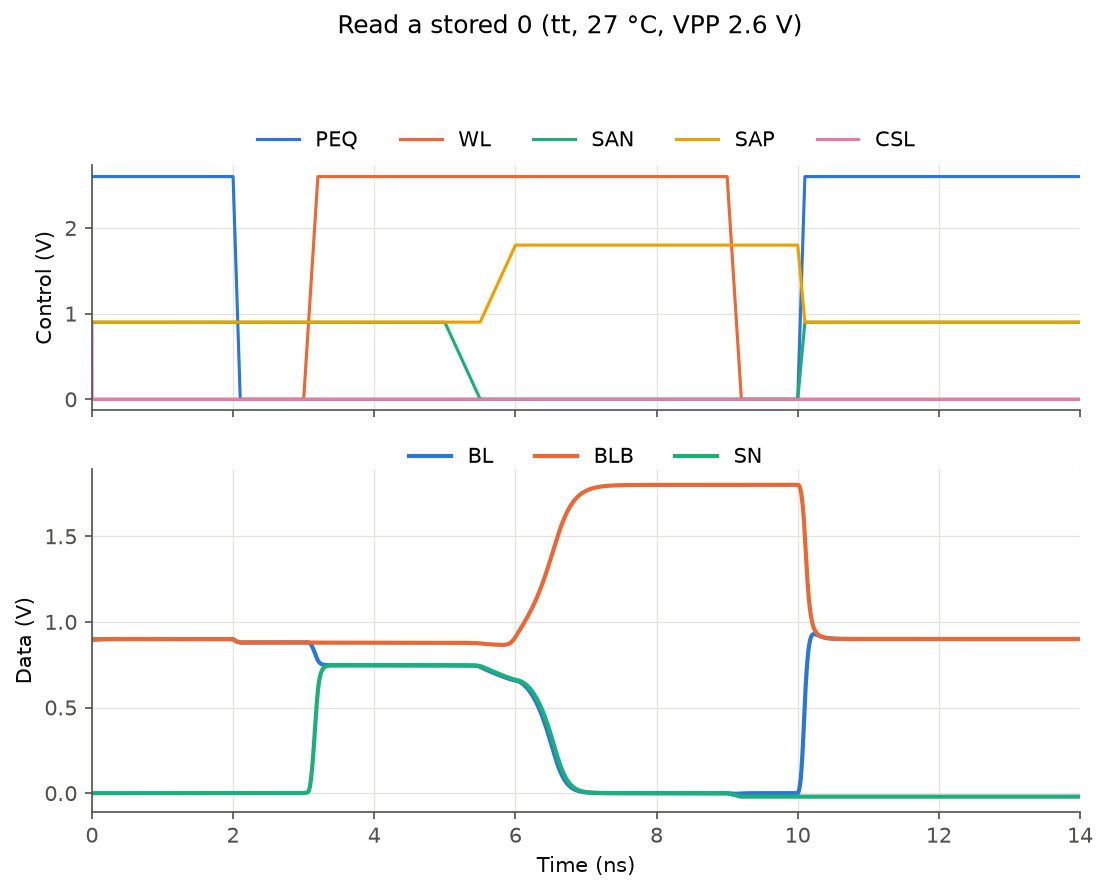 Read a stored 0 (tt, 27 °C, VPP 2.6 V)
PEQ WL SAN SAP CSL
Control (V)
2
1
0
BL BLB SN
Data (V)
1.5
1.0
0.5
0.0
0 2 4 6 8 10 12 14
Time (ns)